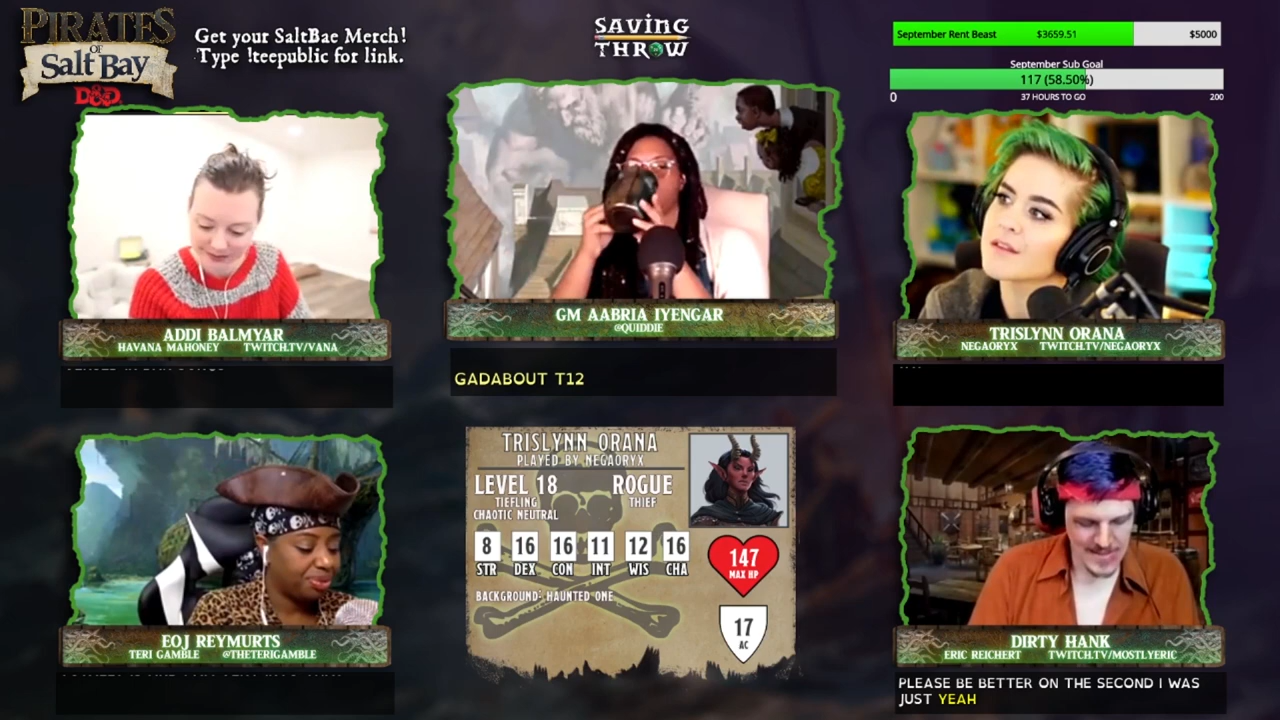 PIRATES
OF
Salt Bay
D&D
Get your SaltBae Merch!
Type !teepublic for link.
SAVING
THROW
September Rent Beast $3659.51 $5000
September Sub Goal
117 (58.50%)
0 37 HOURS TO GO 200
ADDI BALMYAR
HAVANA MAHONEY TWITCH.TV/VANA
GM AABRIA IYENGAR
@QUIDDIE
GADABOUT T12
TRISLYNN ORANA
NEGAORYX TWITCH.TV/NEGAORYX
TRISLYNN ORANA
PLAYED BY NEGAORYX
LEVEL 18 ROGUE
TIEFLING THIEF
CHAOTIC NEUTRAL
8 16 16 11 12 16
STR DEX CON INT WIS CHA
147
MAX HP
BACKGROUND: HAUNTED ONE
17
AC
EOJ REYMURTS
TERI GAMBLE @THETERIGAMBLE
DIRTY HANK
ERIC REICHERT TWITCH.TV/MOSTLYERIC
PLEASE BE BETTER ON THE SECOND I WAS
JUST YEAH